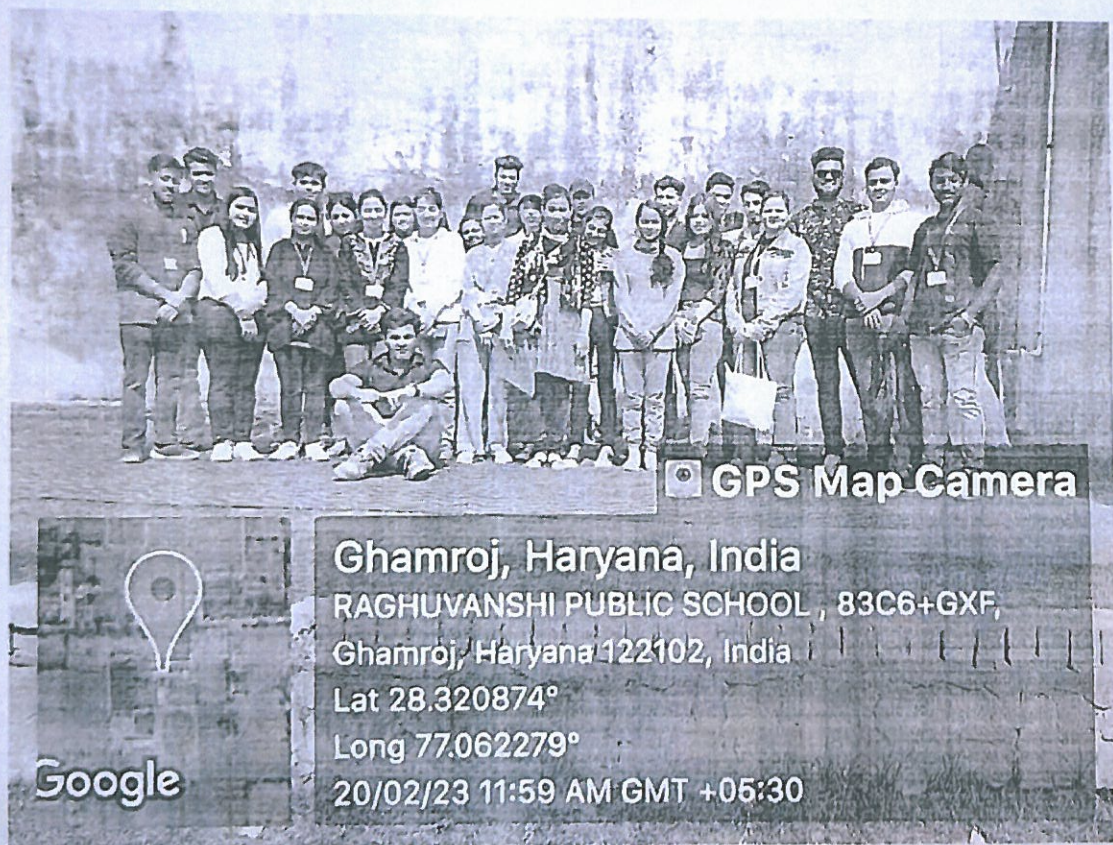 GPS Map Camera
Ghamroj, Haryana, India
RAGHUVANSHI PUBLIC SCHOOL , 83C6+GXF,
Ghamroj, Haryana 122102, India
Lat 28.320874°
Long 77.062279°
20/02/23 11:59 AM GMT +05:30
Google